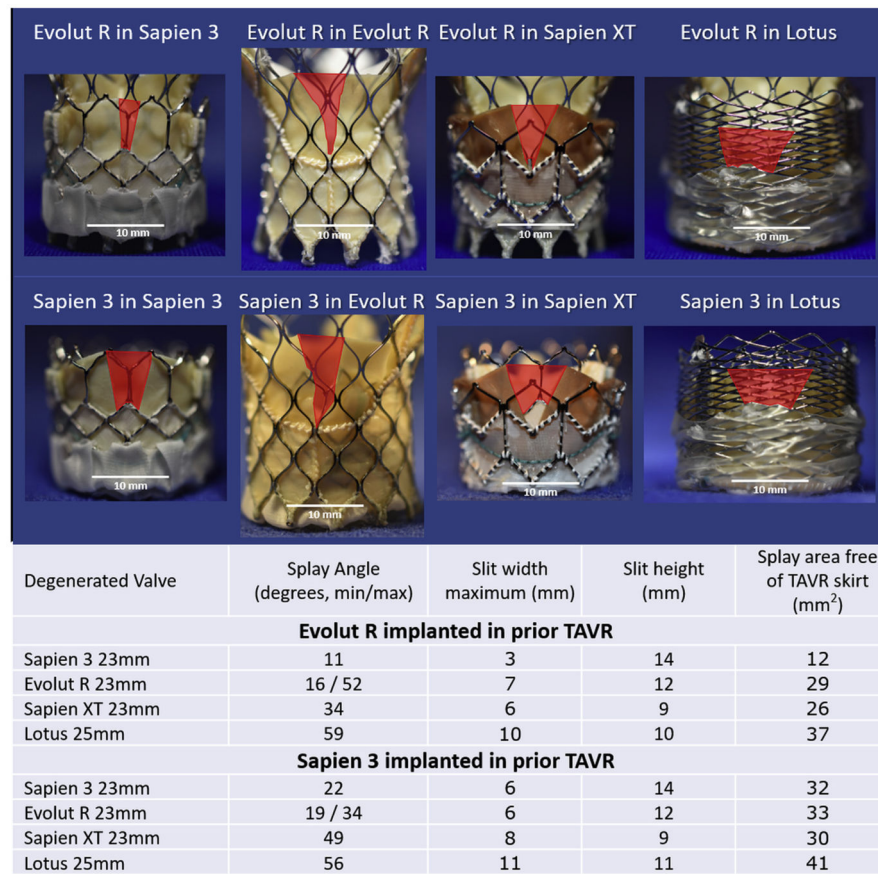 Evolut R in Sapien 3 Evolut R in Evolut R Evolut R in Sapien XT Evolut R in Lotus
10 mm 10 mm 10 mm 10 mm
Sapien 3 in Sapien 3 Sapien 3 in Evolut R Sapien 3 in Sapien XT Sapien 3 in Lotus
10 mm 10 mm 10 mm 10 mm
Degenerated Valve Splay Angle (degrees, min/max) Slit width maximum (mm) Slit height (mm) Splay area free of TAVR skirt (mm²)
Evolut R implanted in prior TAVR
Sapien 3 23mm 11 3 14 12
Evolut R 23mm 16 / 52 7 12 29
Sapien XT 23mm 34 6 9 26
Lotus 25mm 59 10 10 37
Sapien 3 implanted in prior TAVR
Sapien 3 23mm 22 6 14 32
Evolut R 23mm 19 / 34 6 12 33
Sapien XT 23mm 49 8 9 30
Lotus 25mm 56 11 11 41